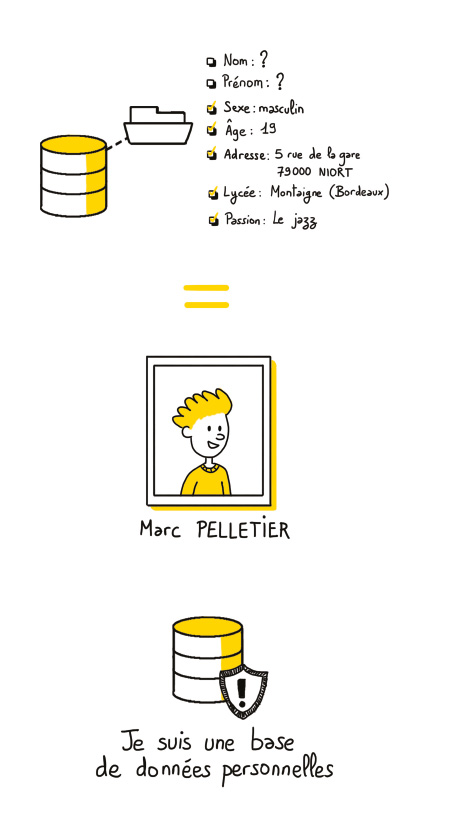 Nom : ?
Prénom : ?
Sexe : masculin
Âge : 19
Adresse : 5 rue de la gare
79000 NIORT
Lycée : Montaigne (Bordeaux)
Passion : Le jazz
Marc PELLETIER
Je suis une base
de données personnelles